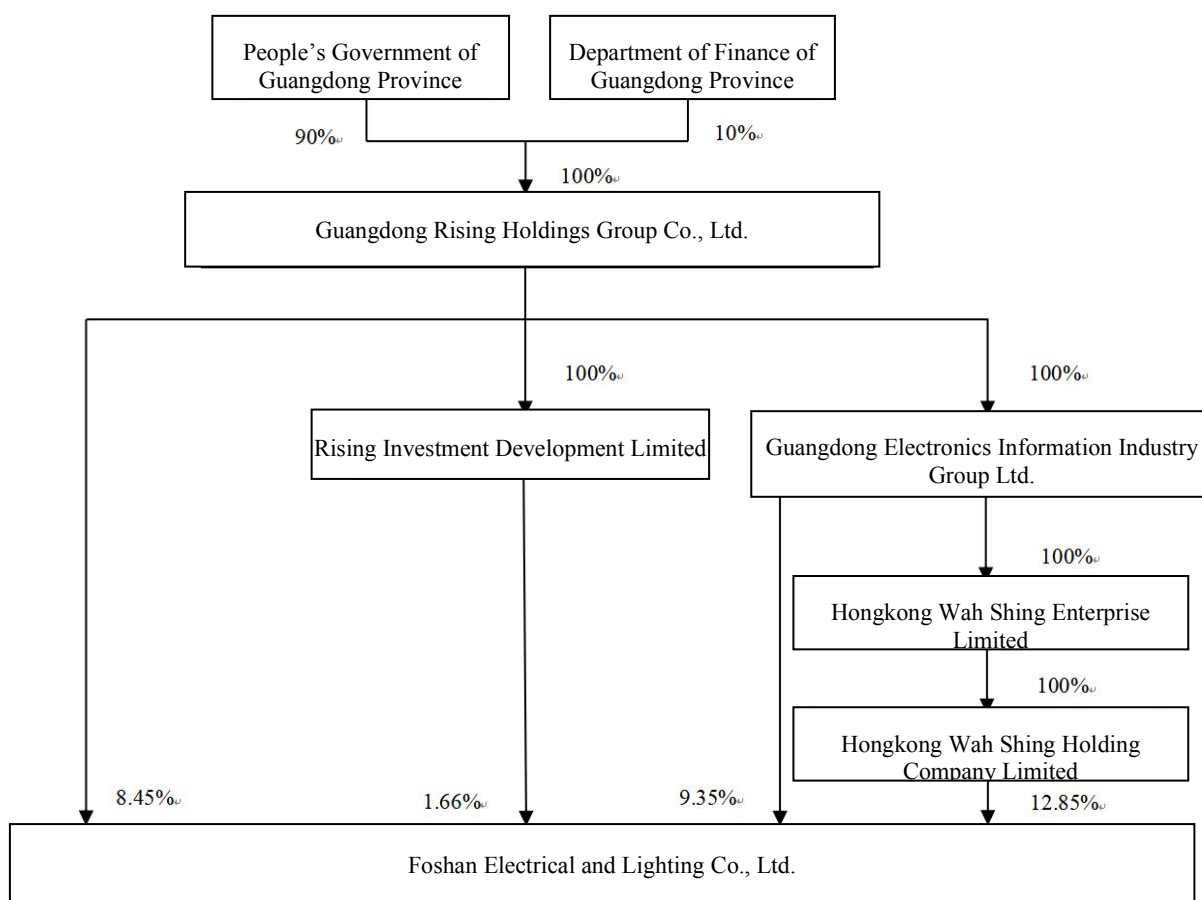 People’s Government of
Guangdong Province
Department of Finance of
Guangdong Province
90%
10%
100%
Guangdong Rising Holdings Group Co., Ltd.
100%
100%
Rising Investment Development Limited
Guangdong Electronics Information Industry
Group Ltd.
100%
Hongkong Wah Shing Enterprise
Limited
100%
Hongkong Wah Shing Holding
Company Limited
8.45%
1.66%
9.35%
12.85%
Foshan Electrical and Lighting Co., Ltd.